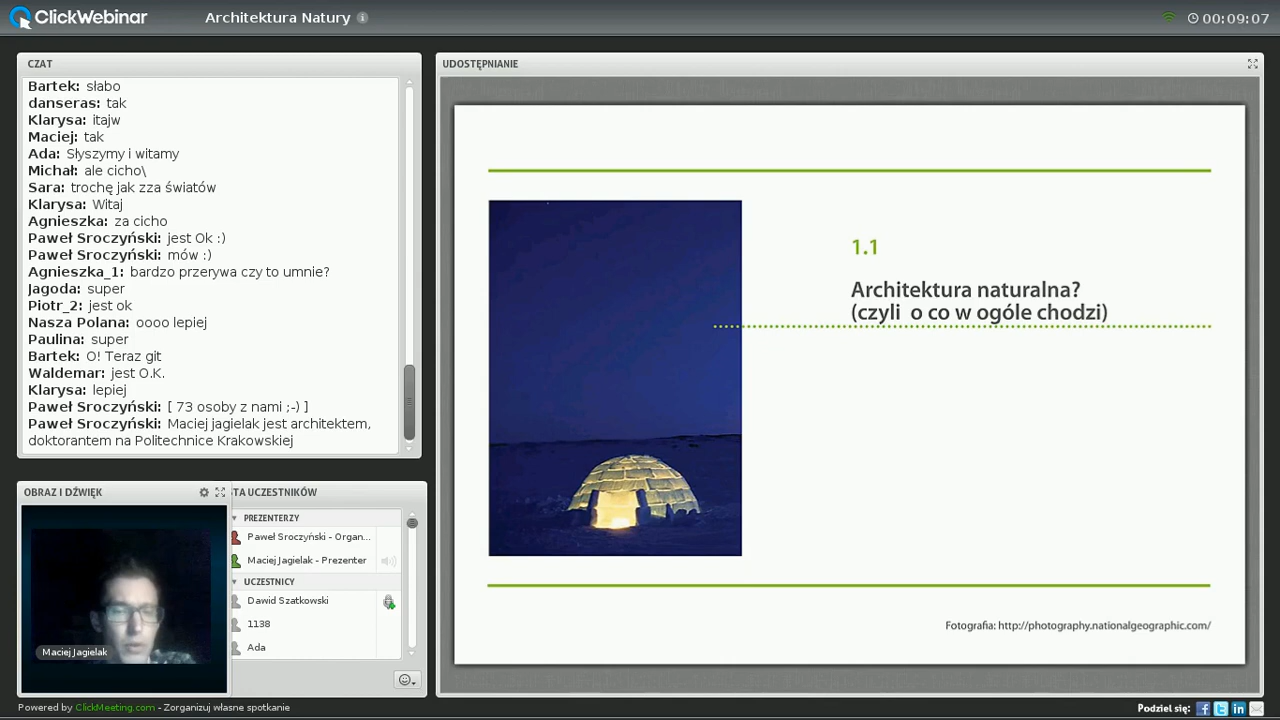 ClickWebinar
Architektura Natury
00:09:07
CZAT
Bartek: słabo
danseras: tak
Klarysa: itajw
Maciej: tak
Ada: Słyszymy i witamy
Michał: ale cicho\
Sara: trochę jak zza światów
Klarysa: Witaj
Agnieszka: za cicho
Paweł Sroczyński: jest Ok :)
Paweł Sroczyński: mów :)
Agnieszka_1: bardzo przerywa czy to umnie?
Jagoda: super
Piotr_2: jest ok
Nasza Polana: oooo lepiej
Paulina: super
Bartek: O! Teraz git
Waldemar: jest O.K.
Klarysa: lepiej
Paweł Sroczyński: [ 73 osoby z nami ;-) ]
Paweł Sroczyński: Maciej jagielak jest architektem,
doktorantem na Politechnice Krakowskiej
OBRAZ I DŹWIĘK
Maciej Jagielak
TA UCZESTNIKÓW
PREZENTERZY
Paweł Sroczyński - Organ...
Maciej Jagielak - Prezenter
UCZESTNICY
Dawid Szatkowski
1138
Ada
UDOSTĘPNIANIE
1.1
Architektura naturalna?
(czyli o co w ogóle chodzi)
Fotografia: http://photography.nationalgeographic.com/
Powered by ClickMeeting.com - Zorganizuj własne spotkanie
Podziel się: